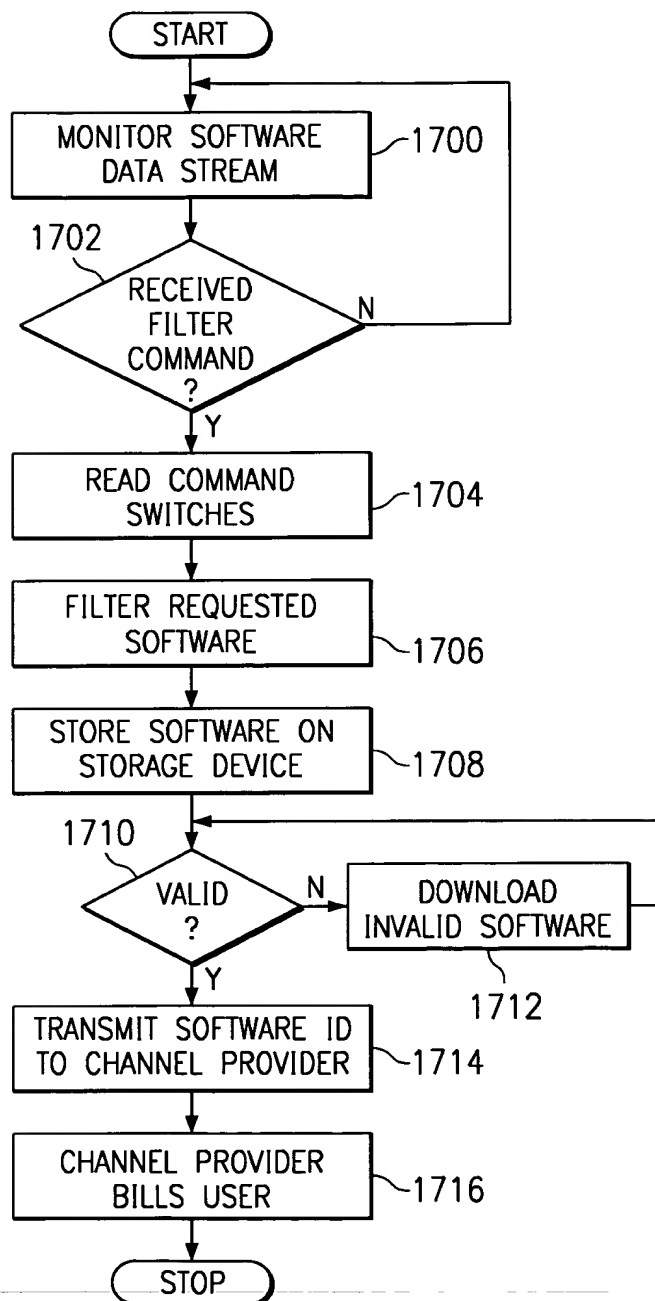 START
MONITOR SOFTWARE
DATA STREAM
1700
1702
RECEIVED
FILTER
COMMAND
?
N
Y
READ COMMAND
SWITCHES
1704
FILTER REQUESTED
SOFTWARE
1706
STORE SOFTWARE ON
STORAGE DEVICE
1708
1710
VALID
?
N
DOWNLOAD
INVALID SOFTWARE
1712
Y
TRANSMIT SOFTWARE ID
TO CHANNEL PROVIDER
1714
CHANNEL PROVIDER
BILLS USER
1716
STOP